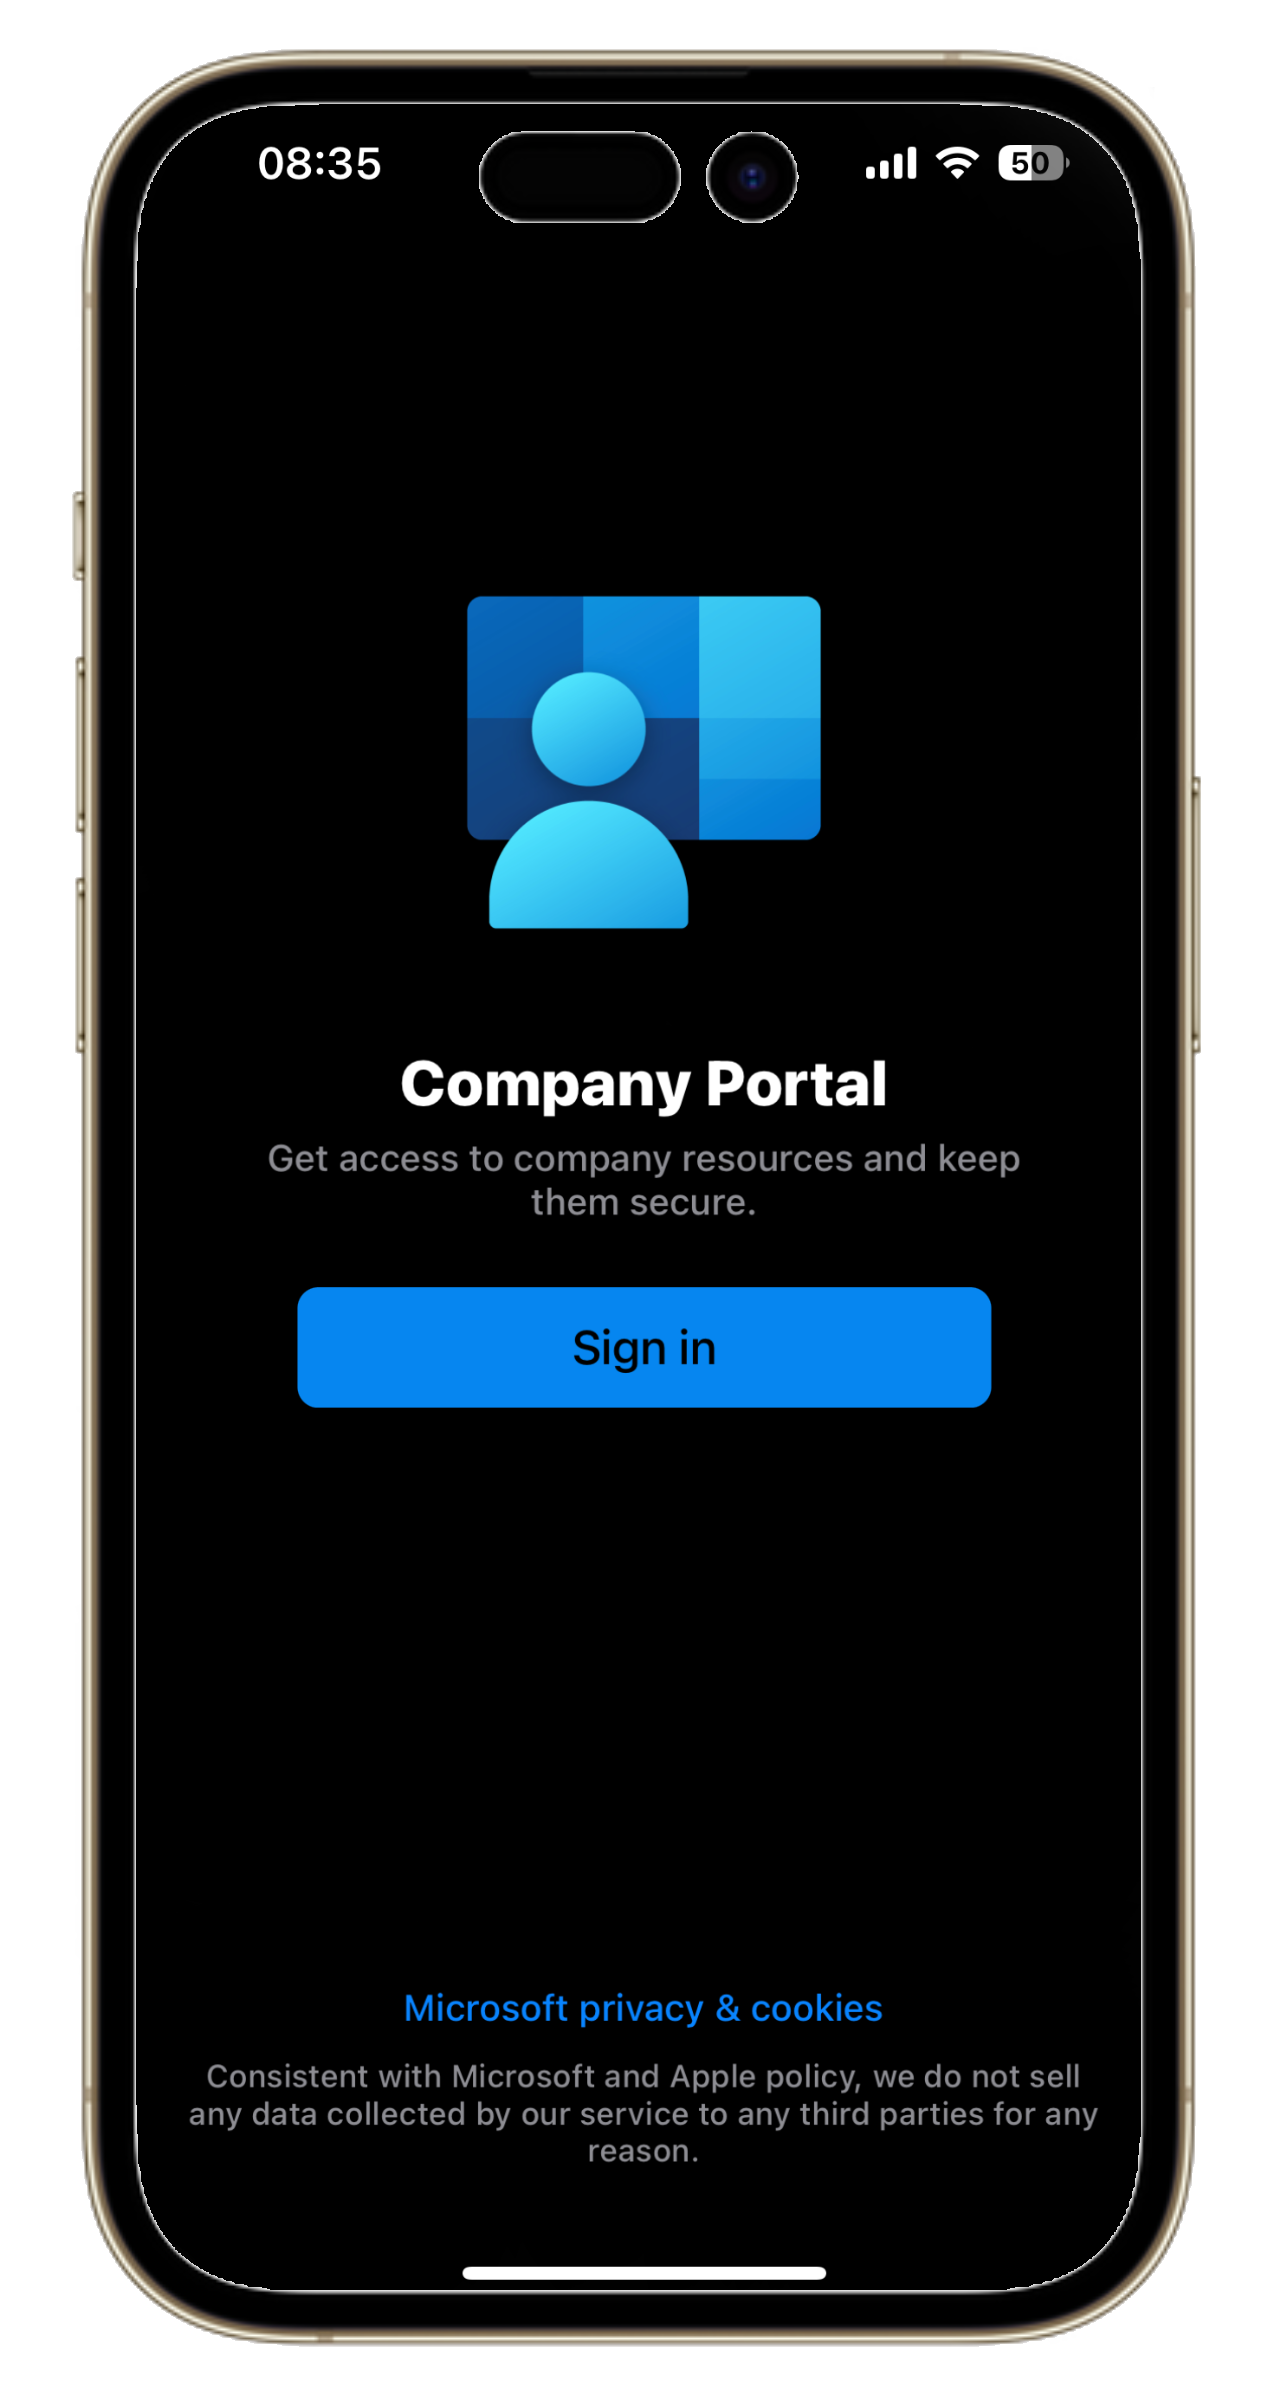 08:35
50
Company Portal
Get access to company resources and keep
them secure.
Sign in
Microsoft privacy & cookies
Consistent with Microsoft and Apple policy, we do not sell
any data collected by our service to any third parties for any
reason.